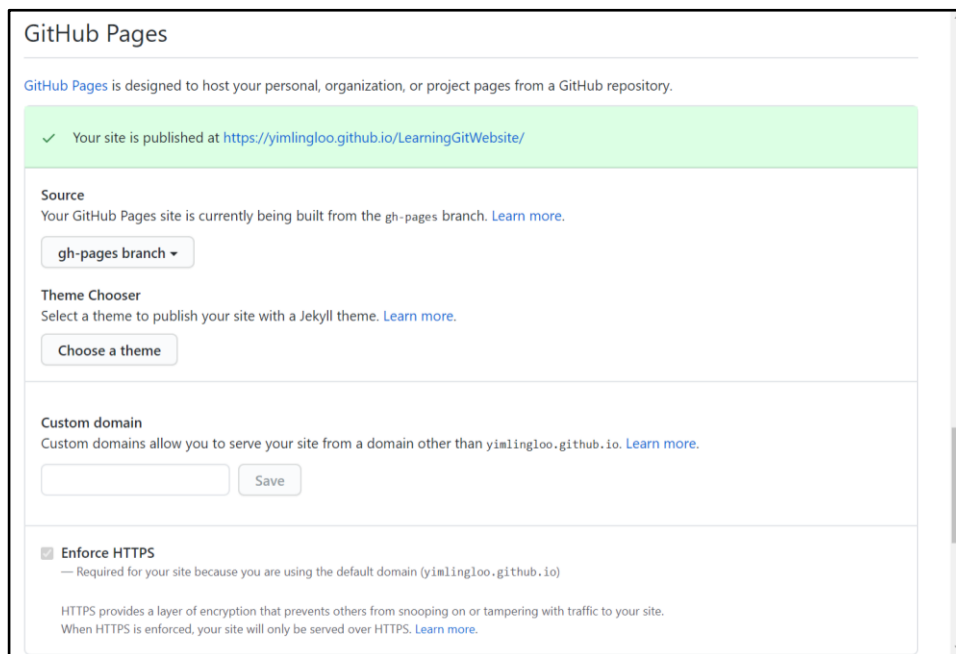 GitHub Pages
GitHub Pages is designed to host your personal, organization, or project pages from a GitHub repository.
Your site is published at https://yimlingloo.github.io/LearningGitWebsite/
Source
Your GitHub Pages site is currently being built from the gh-pages branch. Learn more.
gh-pages branch
Theme Chooser
Select a theme to publish your site with a Jekyll theme. Learn more.
Choose a theme
Custom domain
Custom domains allow you to serve your site from a domain other than yimlingloo.github.io. Learn more.
Save
Enforce HTTPS
— Required for your site because you are using the default domain (yimlingloo.github.io)
HTTPS provides a layer of encryption that prevents others from snooping on or tampering with traffic to your site.
When HTTPS is enforced, your site will only be served over HTTPS. Learn more.